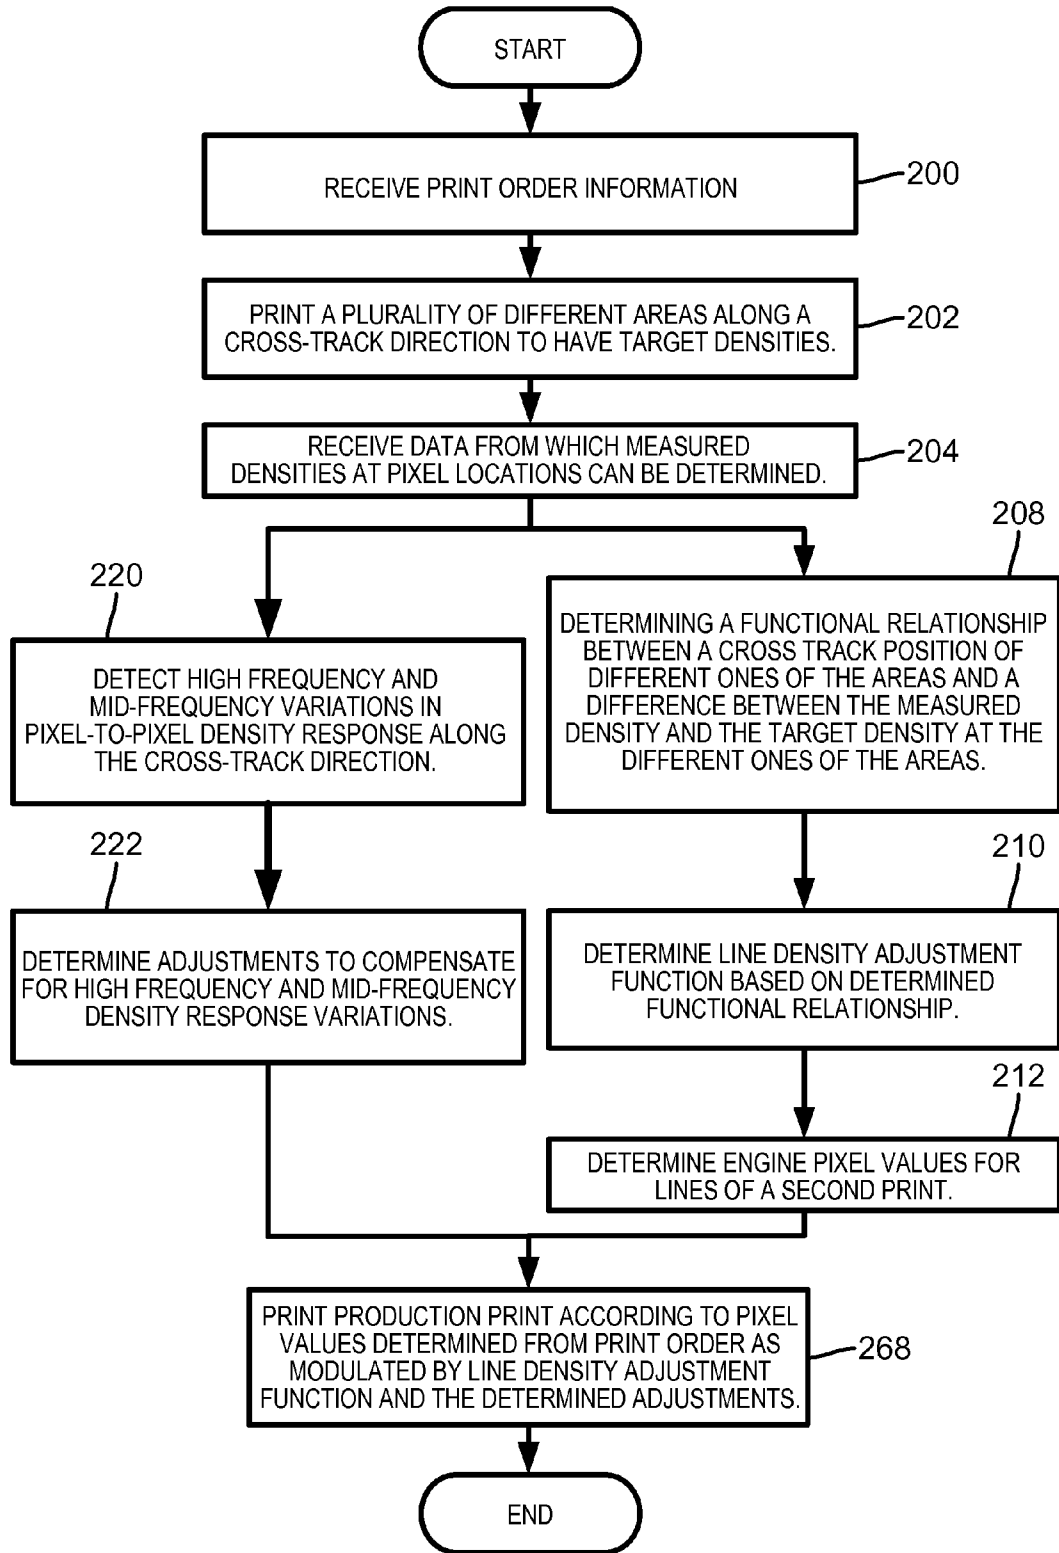 START
RECEIVE PRINT ORDER INFORMATION
200
PRINT A PLURALITY OF DIFFERENT AREAS ALONG A
CROSS-TRACK DIRECTION TO HAVE TARGET DENSITIES.
202
RECEIVE DATA FROM WHICH MEASURED
DENSITIES AT PIXEL LOCATIONS CAN BE DETERMINED.
204
220
DETECT HIGH FREQUENCY AND
MID-FREQUENCY VARIATIONS IN
PIXEL-TO-PIXEL DENSITY RESPONSE ALONG
THE CROSS-TRACK DIRECTION.
222
DETERMINE ADJUSTMENTS TO COMPENSATE
FOR HIGH FREQUENCY AND MID-FREQUENCY
DENSITY RESPONSE VARIATIONS.
208
DETERMINING A FUNCTIONAL RELATIONSHIP
BETWEEN A CROSS TRACK POSITION OF
DIFFERENT ONES OF THE AREAS AND A
DIFFERENCE BETWEEN THE MEASURED
DENSITY AND THE TARGET DENSITY AT THE
DIFFERENT ONES OF THE AREAS.
210
DETERMINE LINE DENSITY ADJUSTMENT
FUNCTION BASED ON DETERMINED
FUNCTIONAL RELATIONSHIP.
212
DETERMINE ENGINE PIXEL VALUES FOR
LINES OF A SECOND PRINT.
PRINT PRODUCTION PRINT ACCORDING TO PIXEL
VALUES DETERMINED FROM PRINT ORDER AS
MODULATED BY LINE DENSITY ADJUSTMENT
FUNCTION AND THE DETERMINED ADJUSTMENTS.
268
END